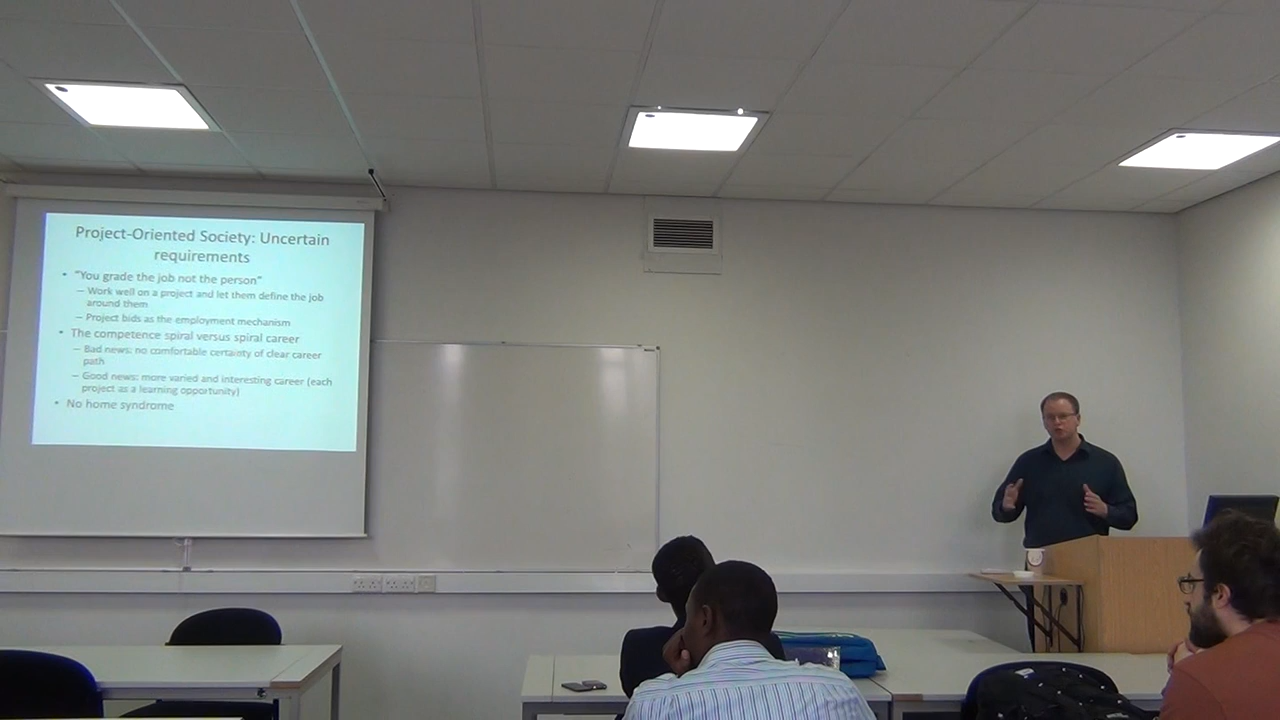 Project-Oriented Society: Uncertain
requirements
• "You grade the job not the person"
– Work well on a project and let them define the job
around them
– Project bids as the employment mechanism
• The competence spiral versus spiral career
– Bad news: no comfortable certainty of clear career
path
– Good news: more varied and interesting career (each
project as a learning opportunity)
• No home syndrome